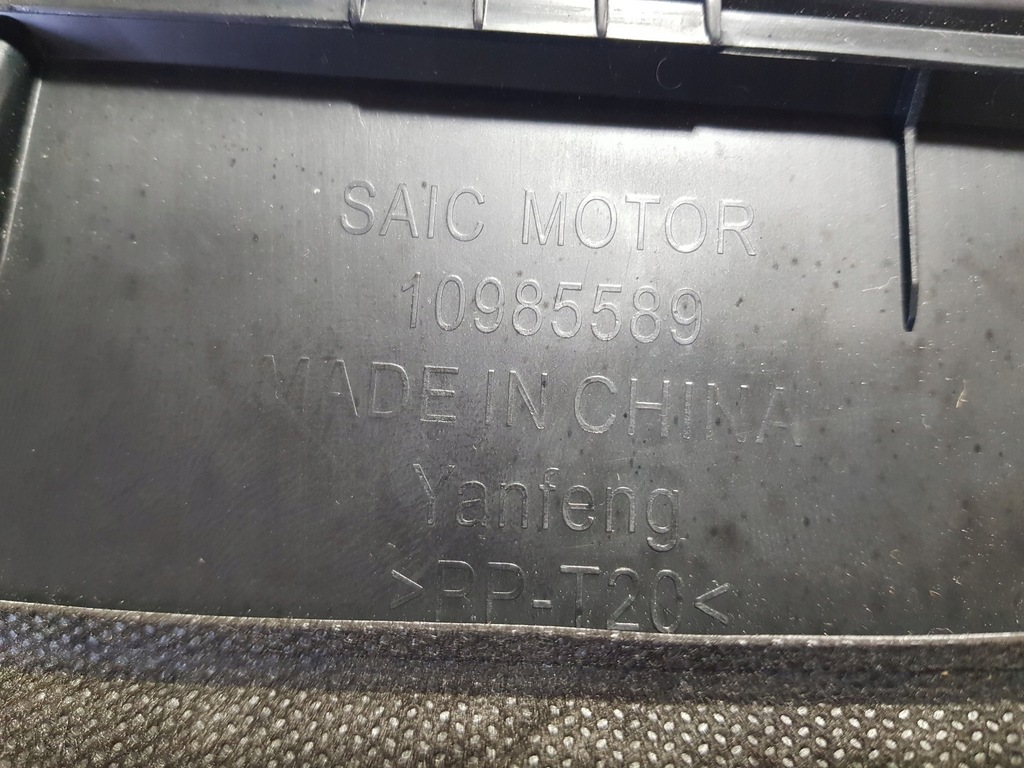 SAIC MOTOR
10985589
MADE IN CHINA
Yanfeng
>PP-T20<